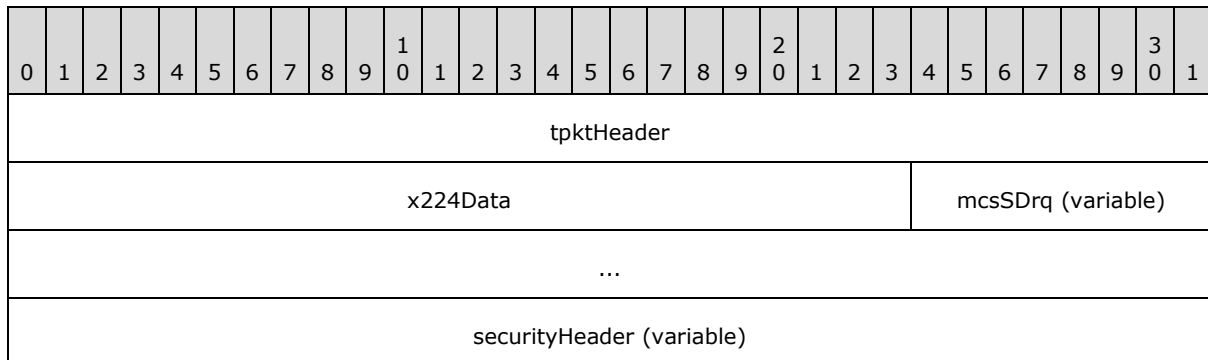 1 2 3
0 1 2 3 4 5 6 7 8 9 0 1 2 3 4 5 6 7 8 9 0 1 2 3 4 5 6 7 8 9 0 1
tpktHeader
x224Data mcsSDrq (variable)
...
securityHeader (variable)